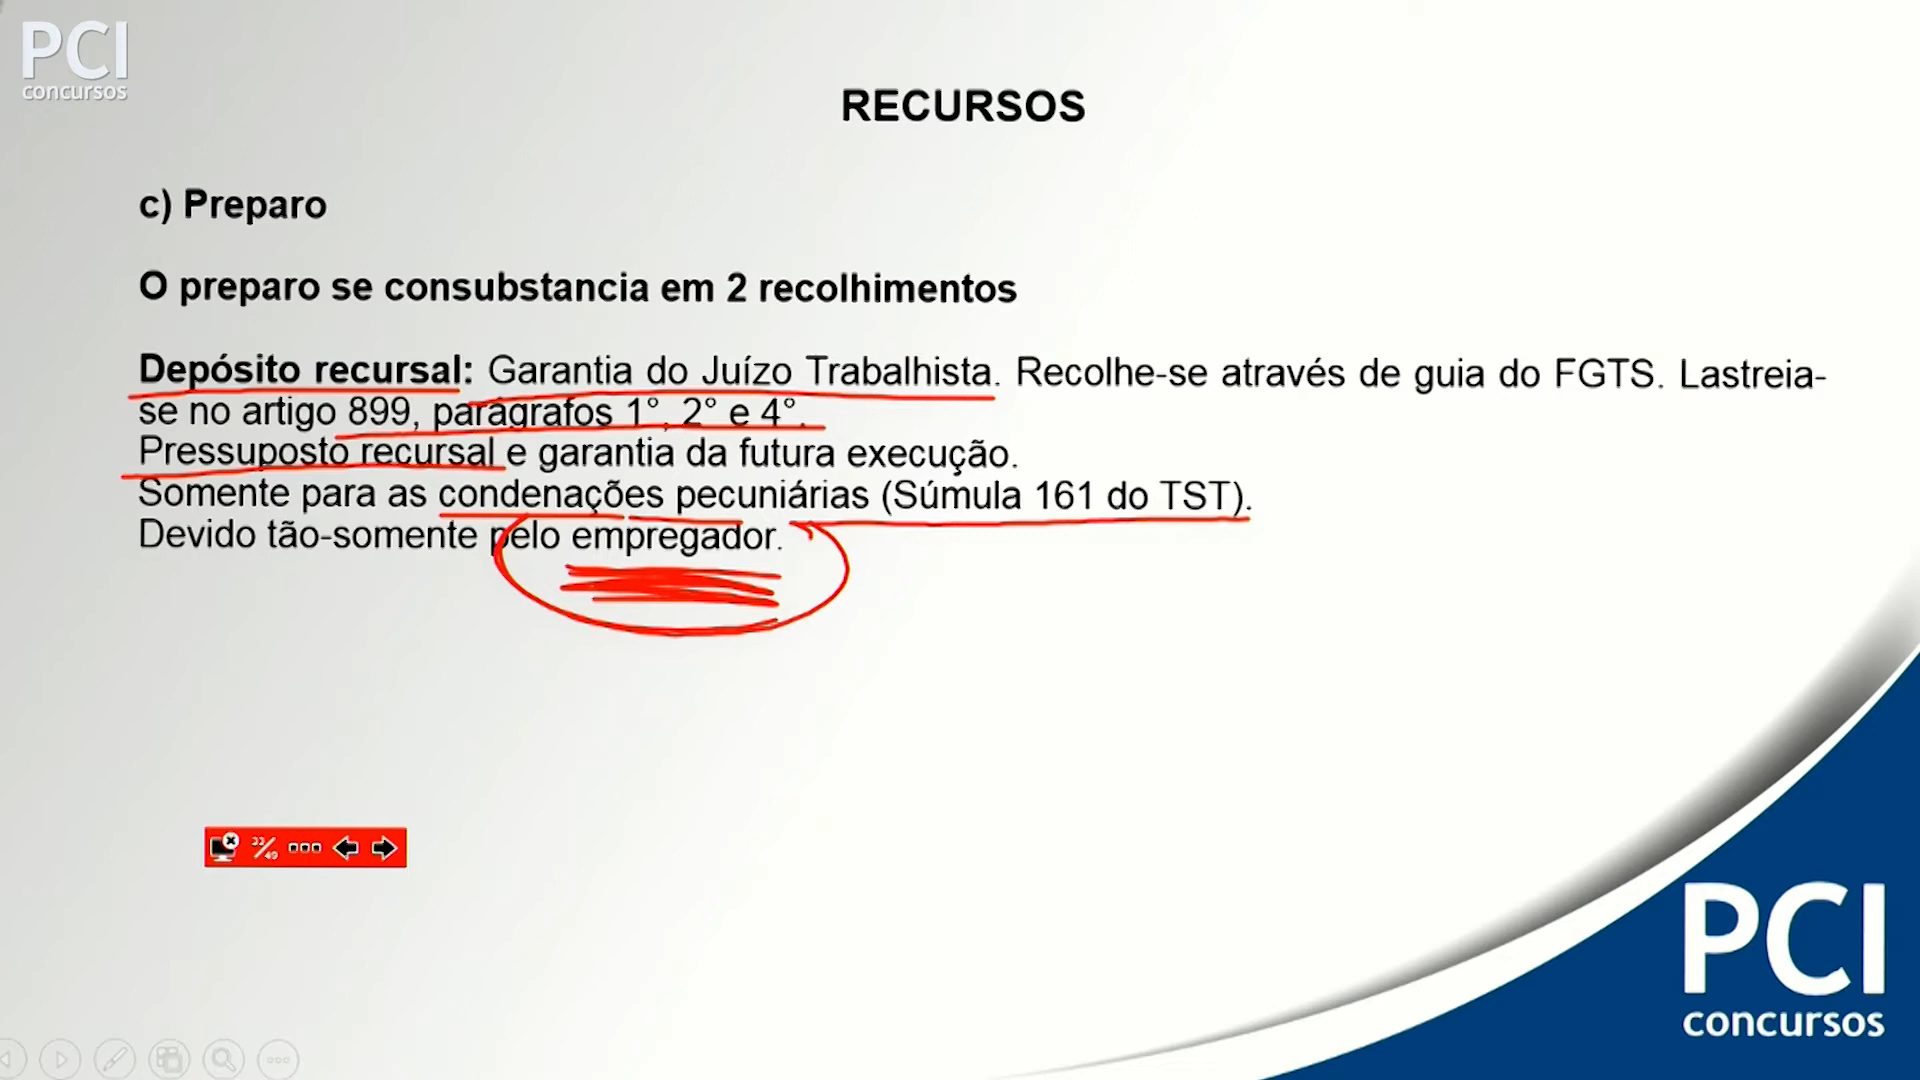 PCI
concursos
RECURSOS
c) Preparo
O preparo se consubstancia em 2 recolhimentos
Depósito recursal: Garantia do Juízo Trabalhista. Recolhe-se através de guia do FGTS. Lastreia-
se no artigo 899, parágrafos 1°, 2° e 4°.
Pressuposto recursal e garantia da futura execução.
Somente para as condenações pecuniárias (Súmula 161 do TST).
Devido tão-somente pelo empregador.
33/49
PCI
concursos